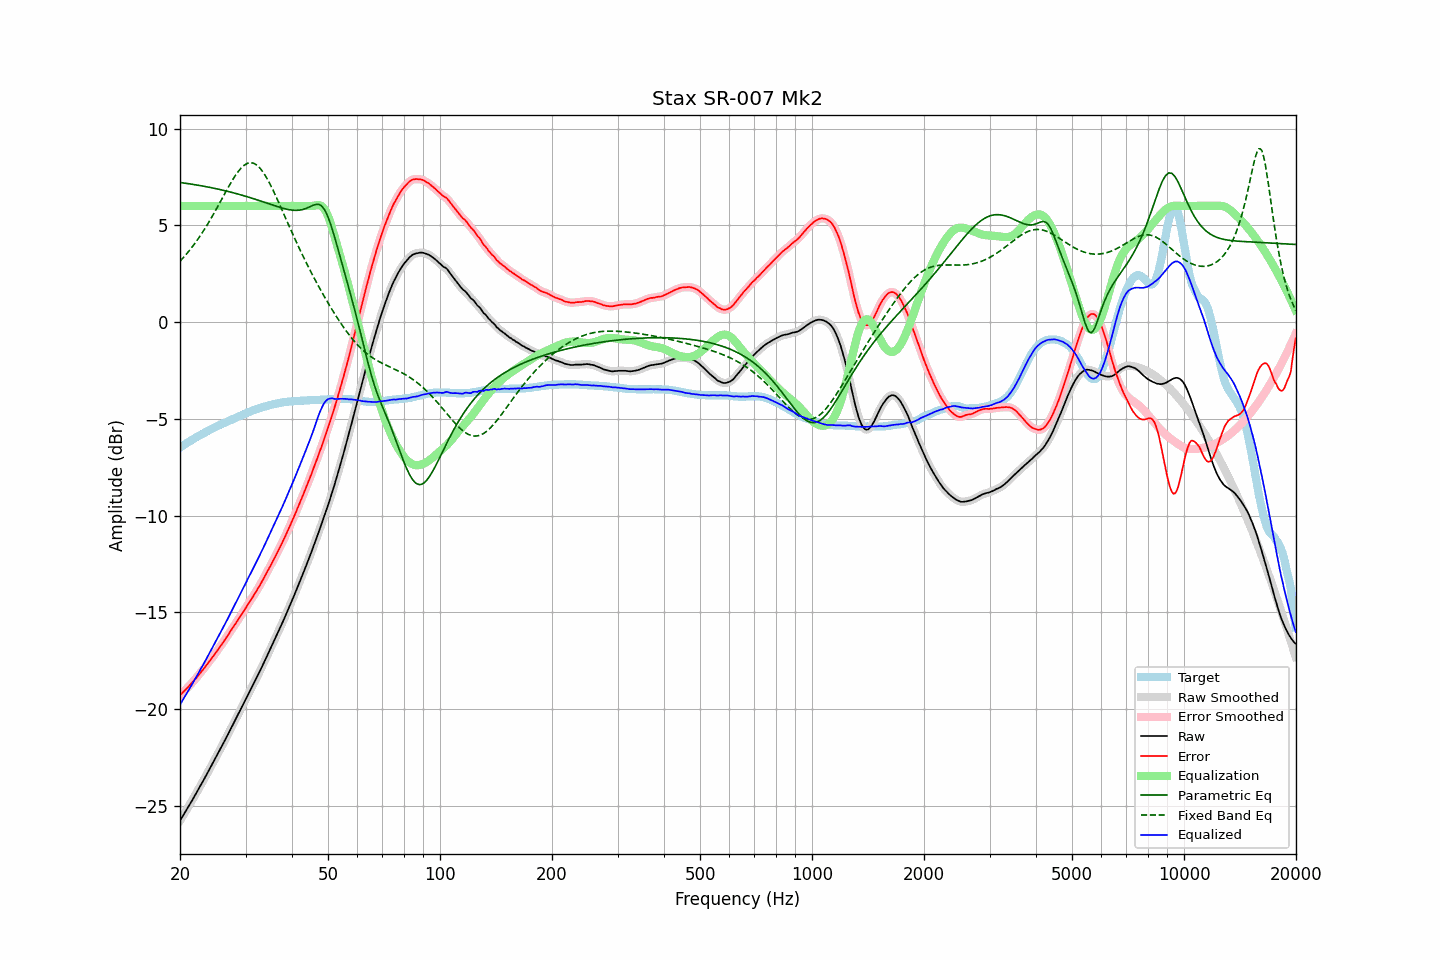 Stax SR-007 Mk2
Amplitude (dBr)
10
5
0
−5
−10
−15
−20
−25
20
50
100
200
500
1000
2000
5000
10000
20000
Frequency (Hz)
Target
Raw Smoothed
Error Smoothed
Raw
Error
Equalization
Parametric Eq
Fixed Band Eq
Equalized